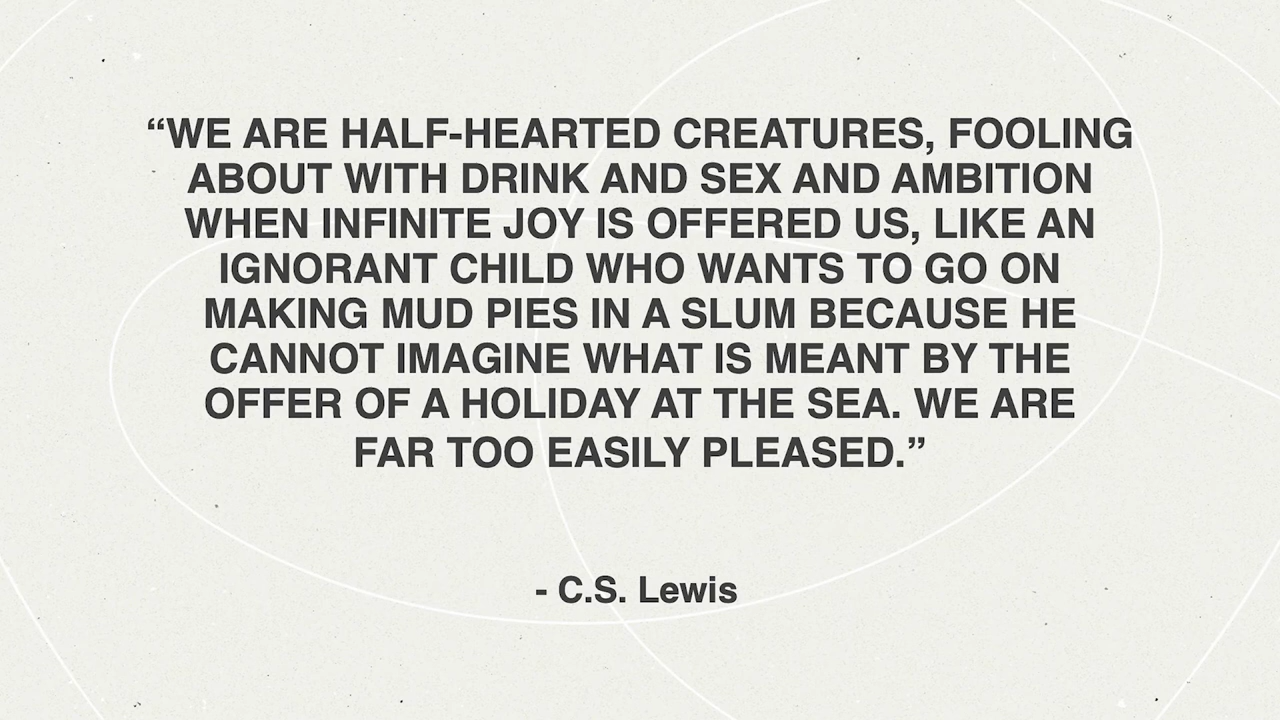 “WE ARE HALF-HEARTED CREATURES, FOOLING
ABOUT WITH DRINK AND SEX AND AMBITION
WHEN INFINITE JOY IS OFFERED US, LIKE AN
IGNORANT CHILD WHO WANTS TO GO ON
MAKING MUD PIES IN A SLUM BECAUSE HE
CANNOT IMAGINE WHAT IS MEANT BY THE
OFFER OF A HOLIDAY AT THE SEA. WE ARE
FAR TOO EASILY PLEASED.”
- C.S. Lewis